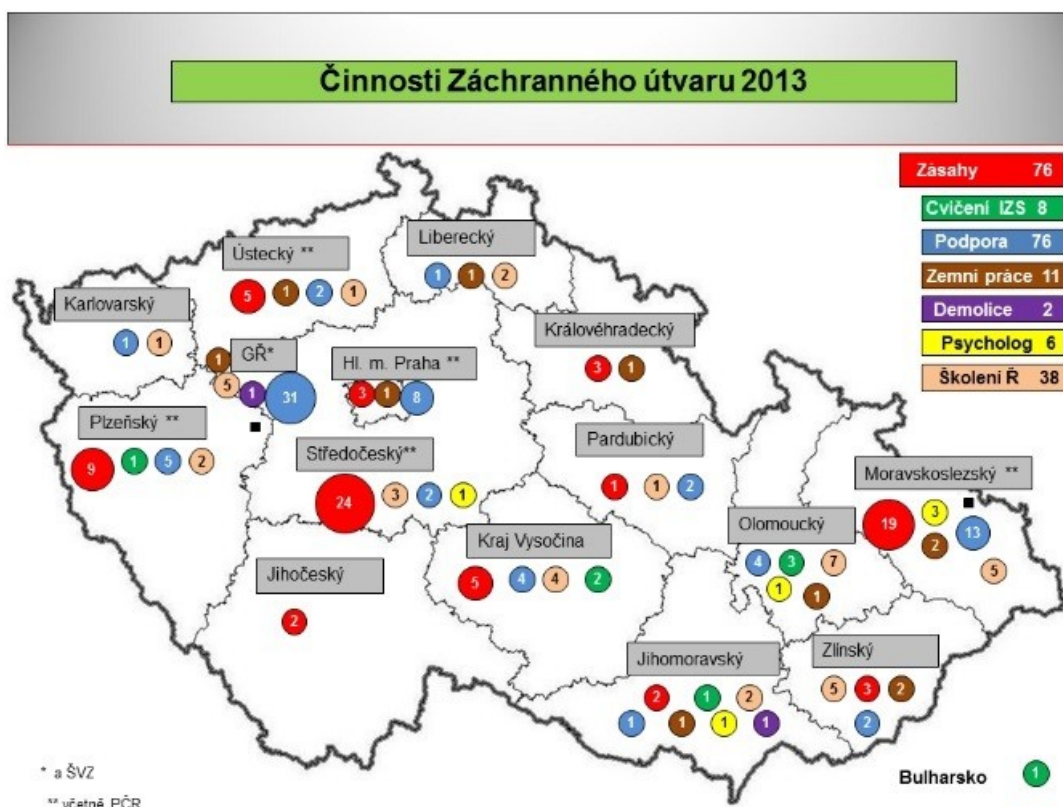 Činnosti Záchranného útvaru 2013
Zásahy 76
Cvičení IZS 8
Podpora 76
Zemní práce 11
Demolice 2
Psycholog 6
Školení Ř 38
Liberecký
1 1 2
Ústecký **
5 1 2 1
Karlovarský
1 1
Královéhradecký
3 1
GŘ*
1
5
1 31
Hl. m. Praha **
3 1 8
Plzeňský **
9 1 5 2
Středočeský**
24 3 2 1
Pardubický
1 1 2
Moravskoslezský **
19 3 13
2
5
Olomoucký
4 3 7
1 1
Kraj Vysočina
5 4 4 2
Jihočeský
2
Jihomoravský
2 1 2
1 1 1 1
Zlínský
5 3 2
2
Bulharsko 1
* a ŠVZ
** včetně PČR